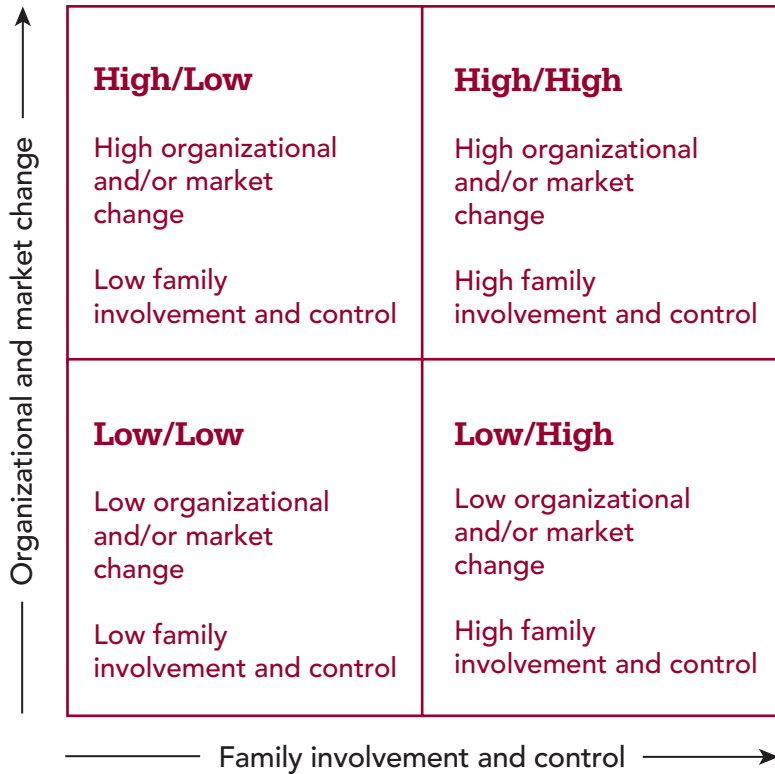 Organizational and market change
High/Low
High organizational
and/or market
change
Low family
involvement and control
High/High
High organizational
and/or market
change
High family
involvement and control
Low/Low
Low organizational
and/or market
change
Low family
involvement and control
Low/High
Low organizational
and/or market
change
High family
involvement and control
Family involvement and control